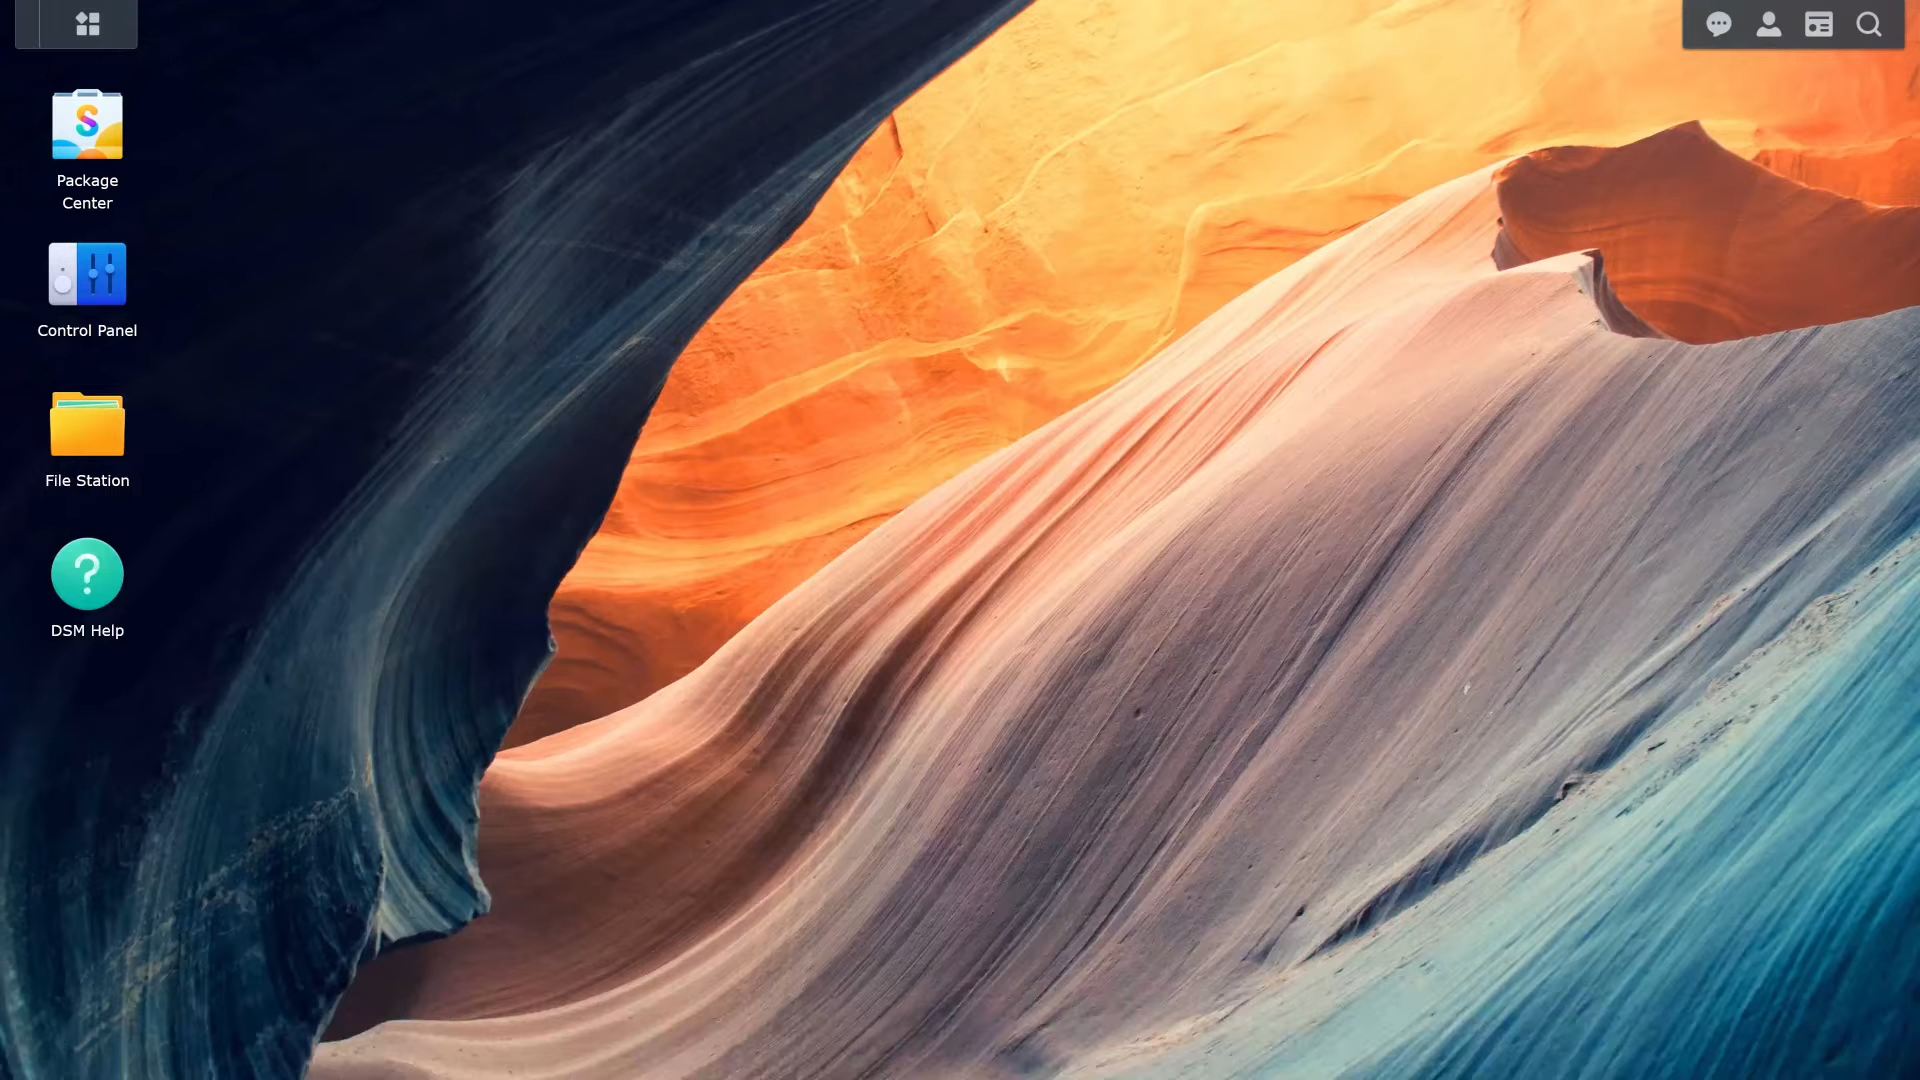 Package
Center
Control Panel
File Station
DSM Help